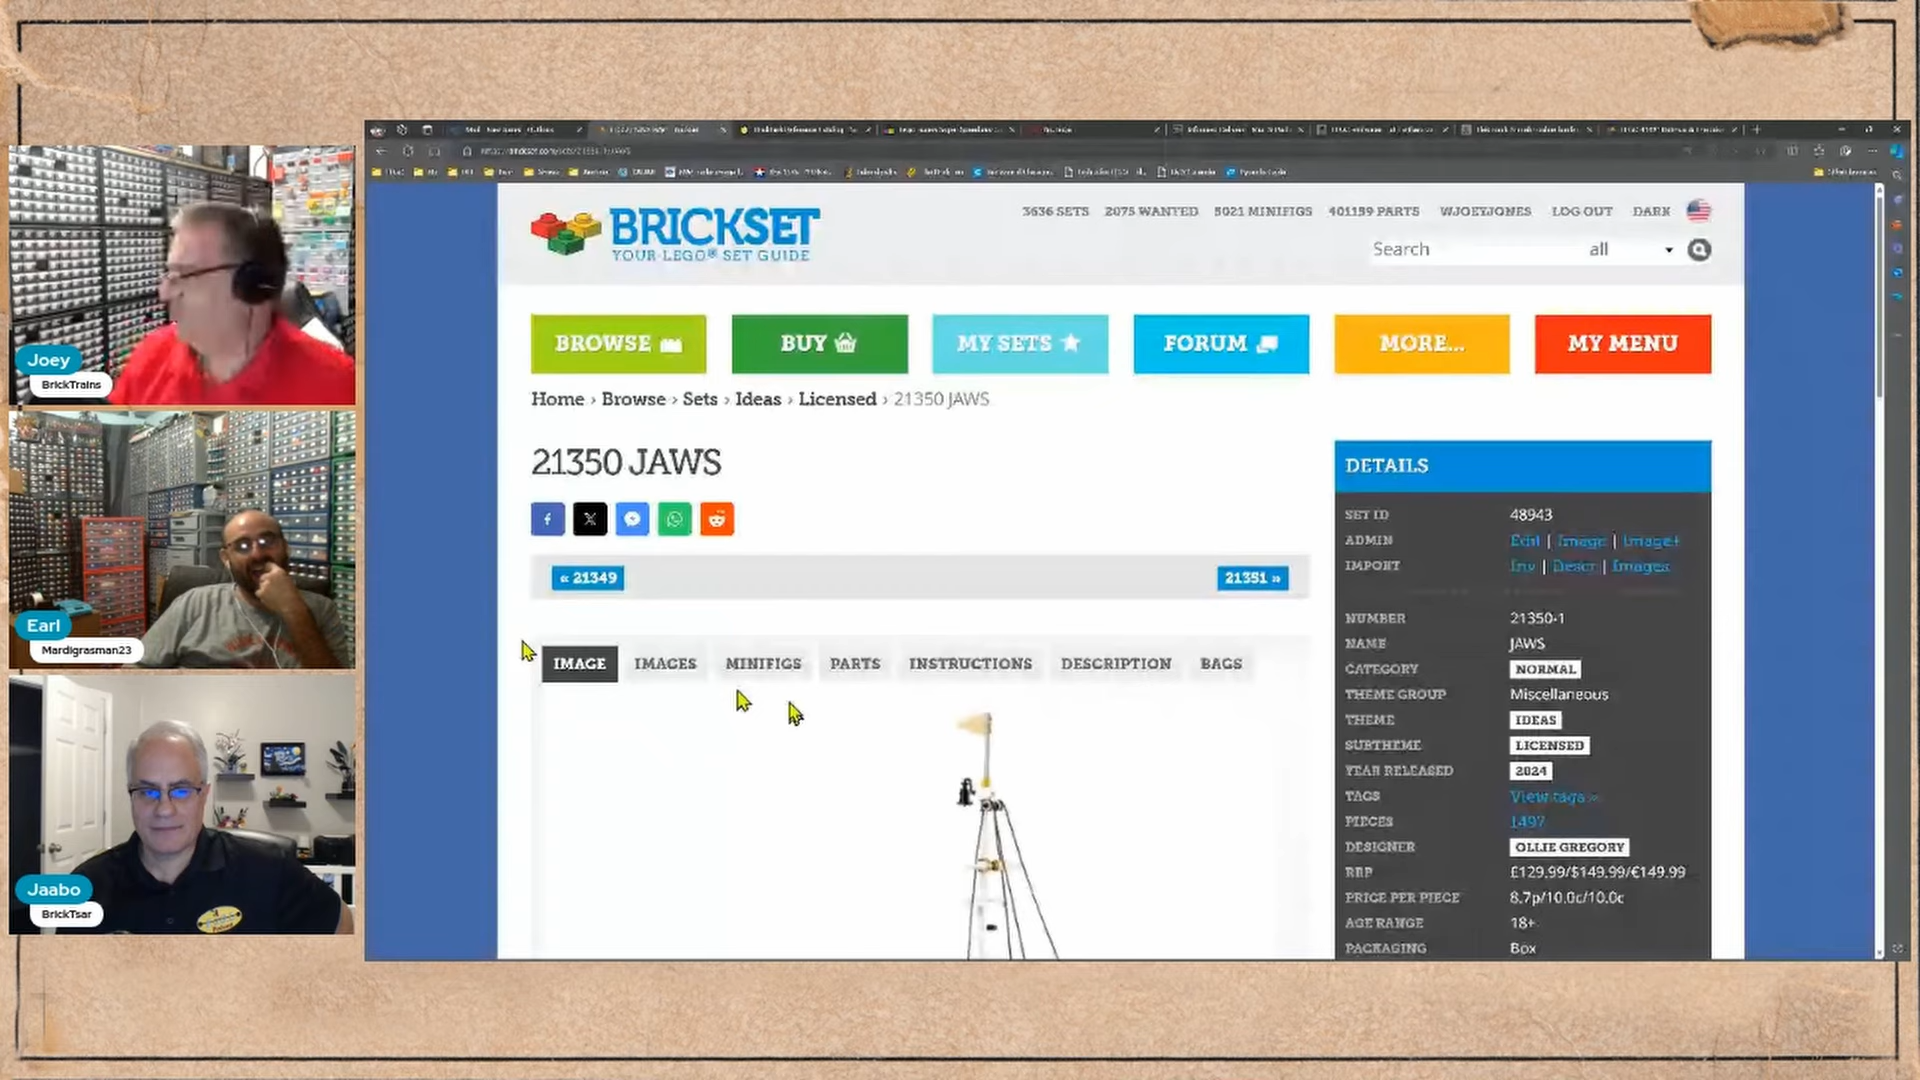 Joey
BrickTrains
Earl
Mardigrasman23
Jaabo
BrickTsar
BRICKSET
YOUR LEGO® SET GUIDE
3636 SETS 2075 WANTED 5021 MINIFIGS 401159 PARTS WJOEYJONES LOG OUT DARK
Search all
BROWSE
BUY
MY SETS
FORUM
MORE...
MY MENU
Home › Browse › Sets › Ideas › Licensed › 21350 JAWS
21350 JAWS
« 21349
21351 »
IMAGE IMAGES MINIFIGS PARTS INSTRUCTIONS DESCRIPTION BAGS
DETAILS
SET ID 48943
ADMIN Edit | Image | Image+
IMPORT Inv | Descr | Images
NUMBER 21350-1
NAME JAWS
CATEGORY NORMAL
THEME GROUP Miscellaneous
THEME IDEAS
SUBTHEME LICENSED
YEAR RELEASED 2024
TAGS View tags »
PIECES 1497
DESIGNER OLLIE GREGORY
RRP £129.99/$149.99/€149.99
PRICE PER PIECE 8.7p/10.0c/10.0c
AGE RANGE 18+
PACKAGING Box